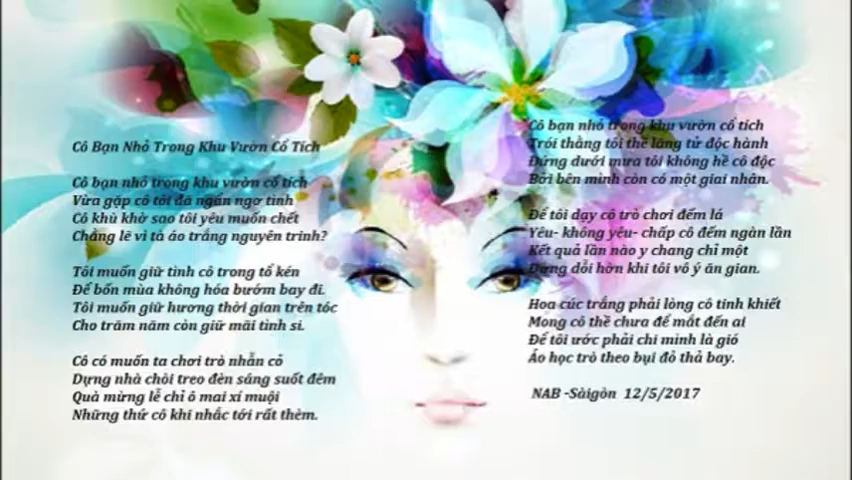 Cô Bạn Nhỏ Trong Khu Vườn Cổ Tích
Cô bạn nhỏ trong khu vườn cổ tích
Vừa gặp cô tôi đã ngẩn ngơ tình
Cô khù khờ sao tôi yêu muốn chết
Chẳng lẽ vì tà áo trắng nguyên trinh?
Tôi muốn giữ tình cô trong tổ kén
Để bốn mùa không hóa bướm bay đi.
Tôi muốn giữ hương thời gian trên tóc
Cho trăm năm còn giữ mãi tình si.
Cô có muốn ta chơi trò nhẫn cỏ
Dựng nhà chòi treo đèn sáng suốt đêm
Quà mừng lễ chỉ ô mai xí muội
Những thứ cô khi nhắc tới rất thèm.
Cô bạn nhỏ trong khu vườn cổ tích
Trói thằng tôi thề lãng tử độc hành
Đứng dưới mưa tôi không hề cô độc
Bởi bên mình còn có một giai nhân.
Để tôi dạy cô trò chơi đếm lá
Yêu- không yêu- chấp cô đếm ngàn lần
Kết quả lần nào y chang chỉ một
Đừng dỗi hờn khi tôi vô ý ăn gian.
Hoa cúc trắng phải lòng cô tinh khiết
Mong cô thề chưa để mắt đến ai
Để tôi ước phải chi mình là gió
Áo học trò theo bụi đỏ thả bay.
NAB -Sàigòn 12/5/2017